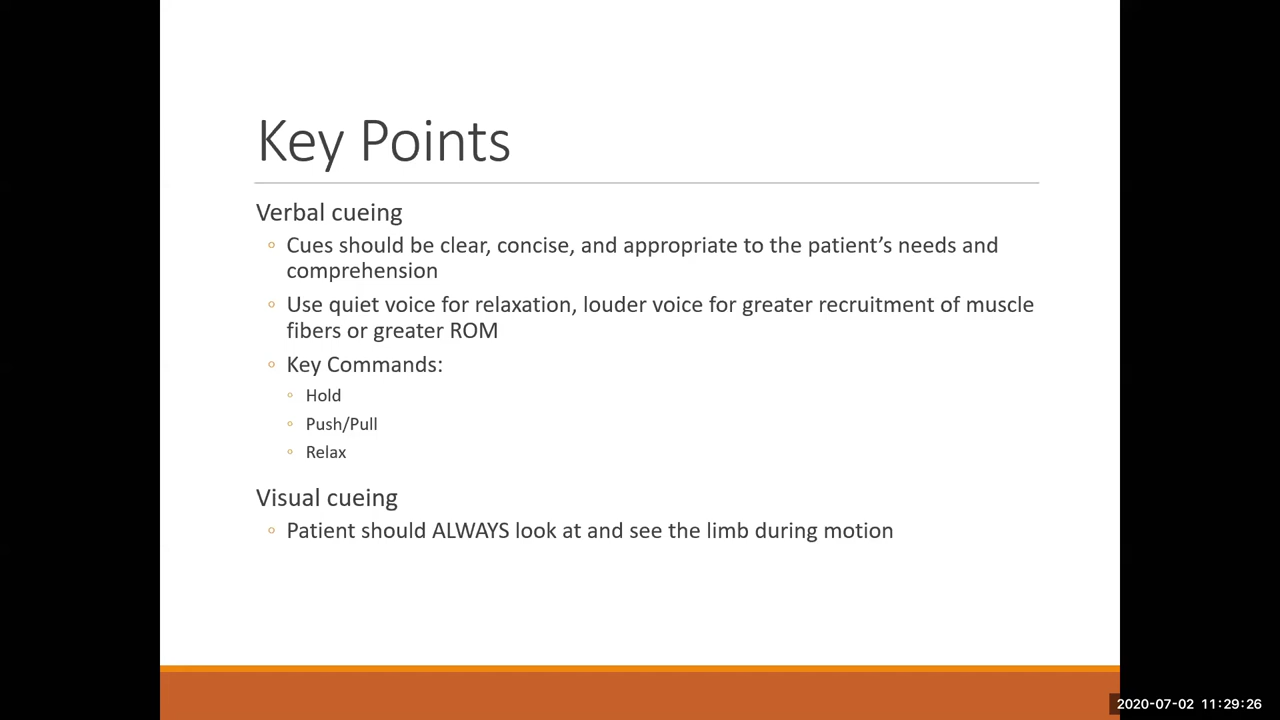 Key Points
Verbal cueing
◦ Cues should be clear, concise, and appropriate to the patient’s needs and
comprehension
◦ Use quiet voice for relaxation, louder voice for greater recruitment of muscle
fibers or greater ROM
◦ Key Commands:
◦ Hold
◦ Push/Pull
◦ Relax
Visual cueing
◦ Patient should ALWAYS look at and see the limb during motion
2020-07-02 11:29:26